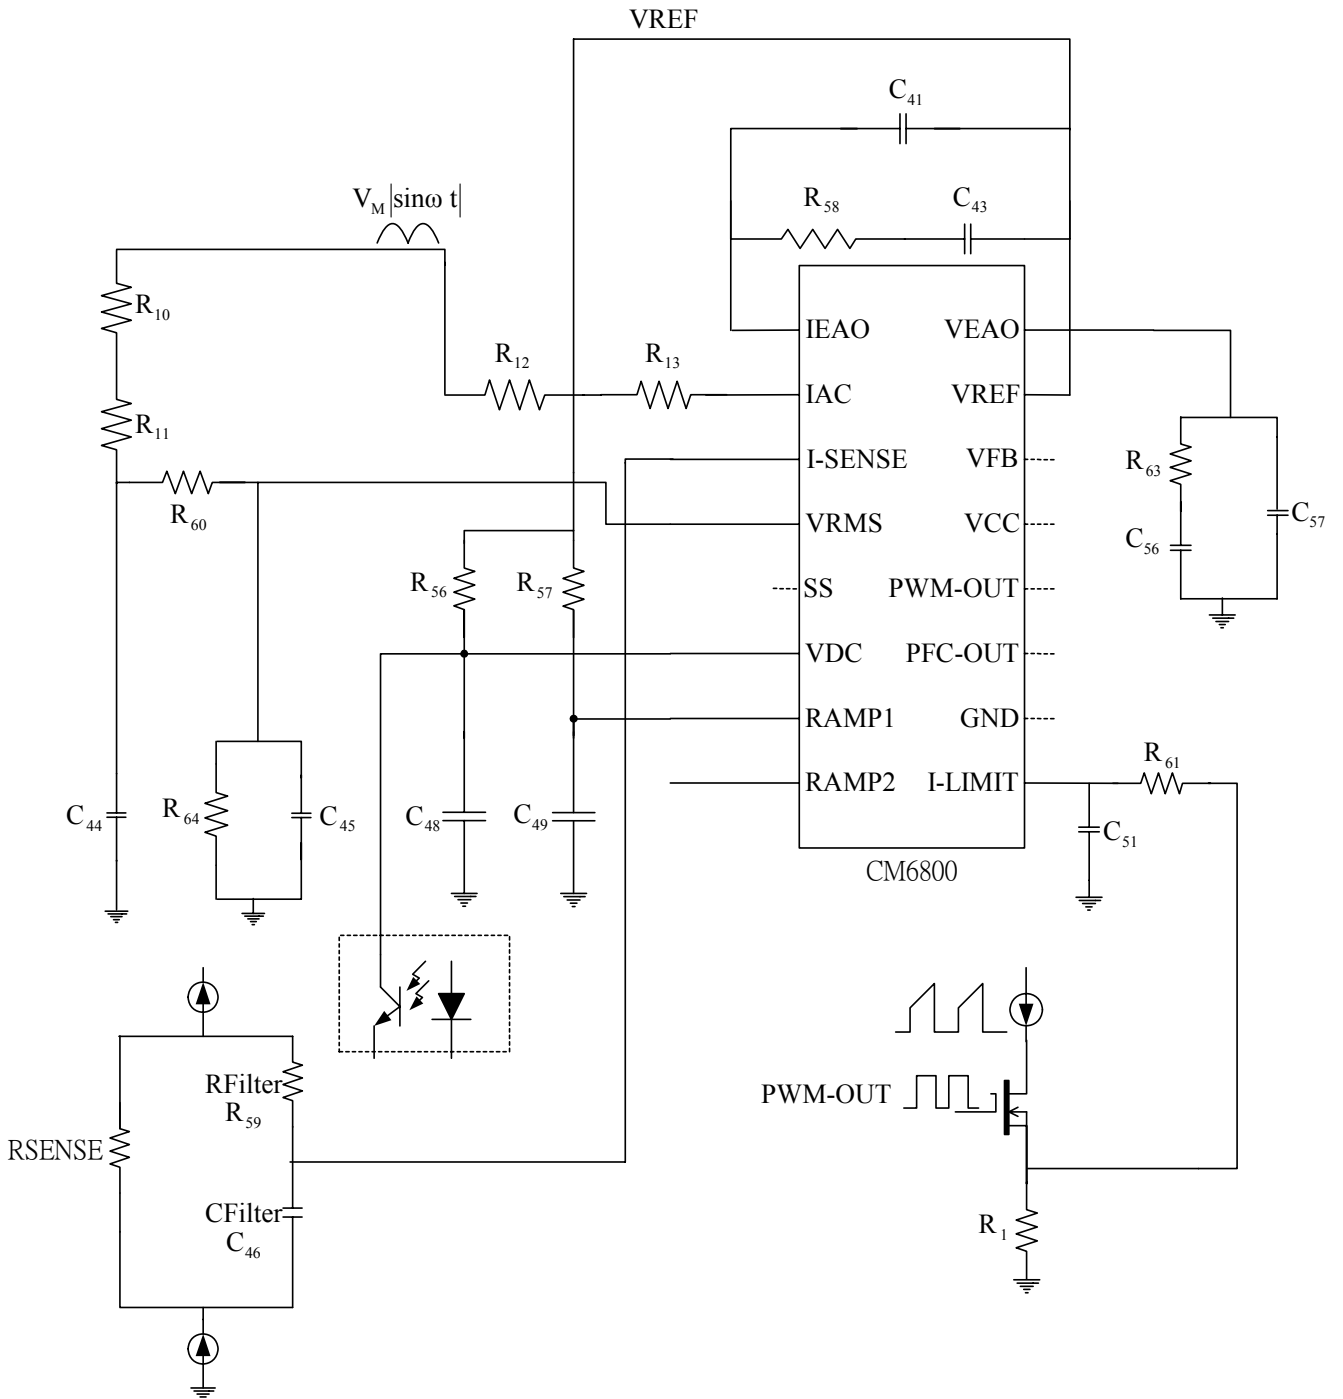 VREF
C41
VM|sinω t|
R58
C43
R10
IEAO
VEAO
R12
R13
IAC
VREF
R11
I-SENSE
VFB
R63
R60
VRMS
VCC
C56
C57
R56
R57
SS
PWM-OUT
VDC
PFC-OUT
RAMP1
GND
R61
RAMP2
I-LIMIT
C44
R64
C45
C48
C49
C51
CM6800
RFilter
R59
PWM-OUT
RSENSE
CFilter
C46
R1